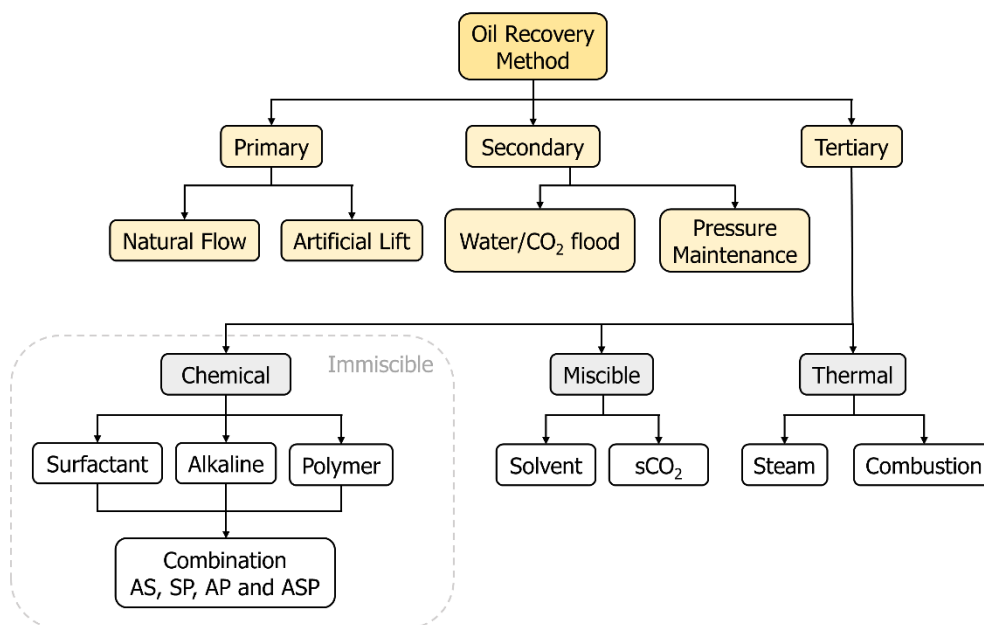 Oil Recovery
Method
Primary
Secondary
Tertiary
Natural Flow
Artificial Lift
Water/CO₂ flood
Pressure
Maintenance
Immiscible
Chemical
Miscible
Thermal
Surfactant
Alkaline
Polymer
Solvent
sCO₂
Steam
Combustion
Combination
AS, SP, AP and ASP